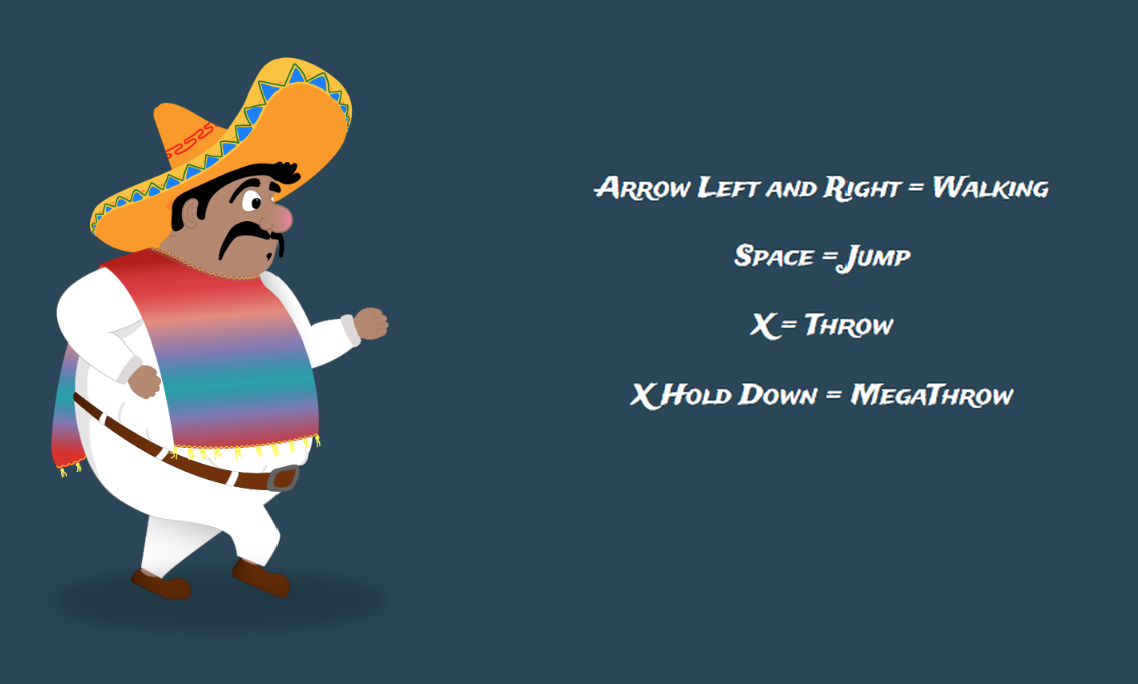 Arrow Left and Right = Walking
Space = Jump
X = Throw
X Hold Down = MegaThrow